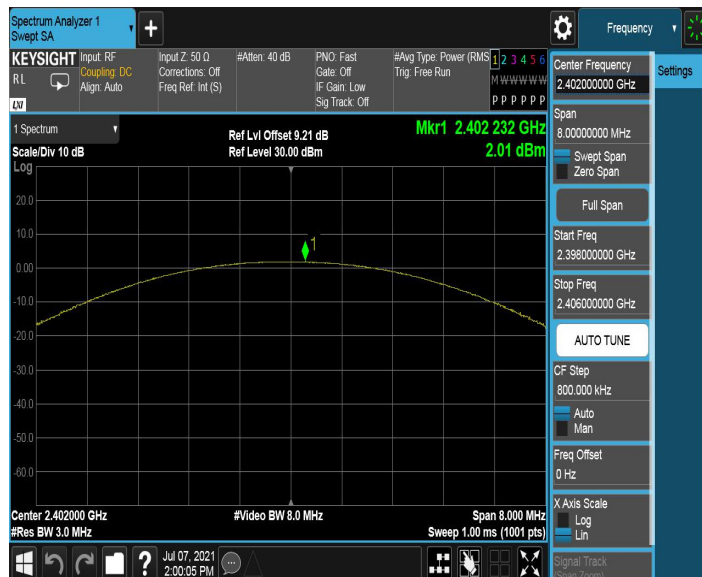 Spectrum Analyzer 1
Swept SA
+
Frequency
KEYSIGHT
RL
LXI
Input: RF
Coupling: DC
Align: Auto
Input Z: 50 Ω
Corrections: Off
Freq Ref: Int (S)
#Atten: 40 dB
PNO: Fast
Gate: Off
IF Gain: Low
Sig Track: Off
#Avg Type: Power (RMS
Trig: Free Run
1 2 3 4 5 6
M W W W W W
P P P P P P
1 Spectrum
Scale/Div 10 dB
Log
Ref Lvl Offset 9.21 dB
Ref Level 30.00 dBm
Mkr1 2.402 232 GHz
2.01 dBm
20.0
10.0
0.00
-10.0
-20.0
-30.0
-40.0
-50.0
-60.0
1
Center 2.402000 GHz
#Res BW 3.0 MHz
#Video BW 8.0 MHz
Span 8.000 MHz
Sweep 1.00 ms (1001 pts)
?
Jul 07, 2021
2:00:05 PM
Center Frequency
2.402000000 GHz
Span
8.00000000 MHz
Swept Span
Zero Span
Full Span
Start Freq
2.398000000 GHz
Stop Freq
2.406000000 GHz
AUTO TUNE
CF Step
800.000 kHz
Auto
Man
Freq Offset
0 Hz
X Axis Scale
Log
Lin
Signal Track
(Span Zoom)
Settings